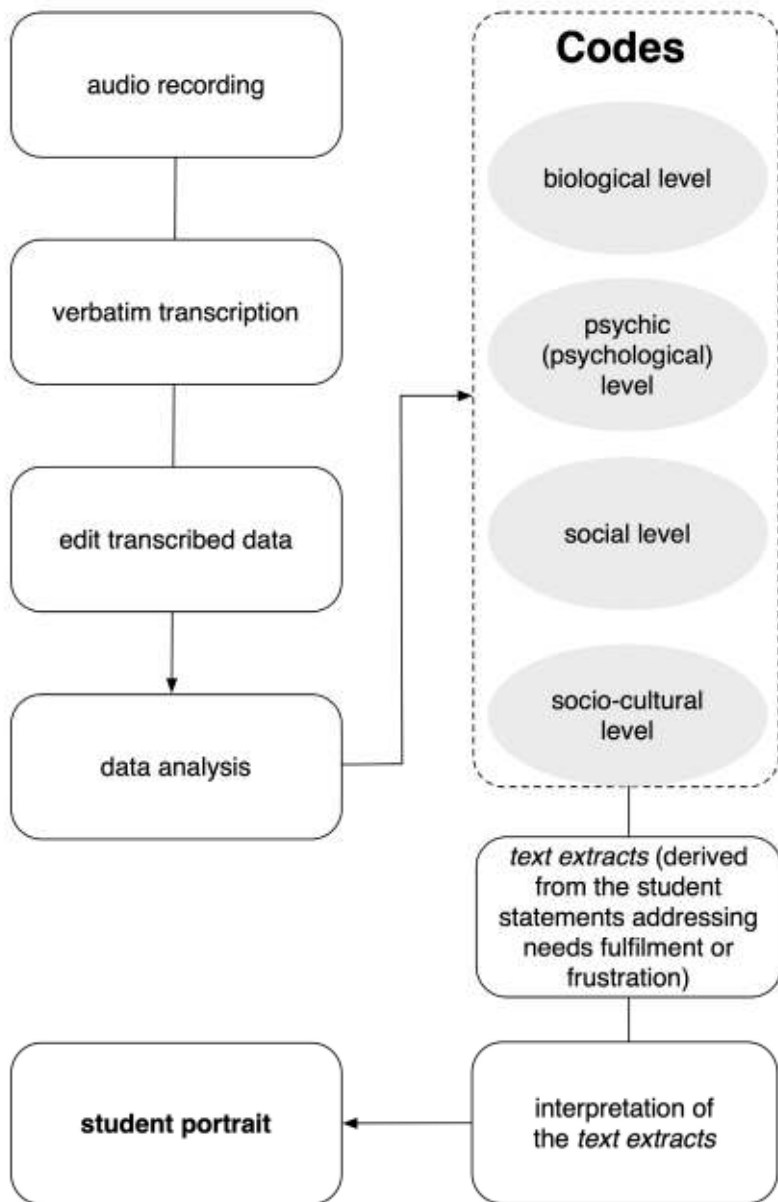 audio recording
verbatim transcription
edit transcribed data
data analysis
Codes
biological level
psychic
(psychological)
level
social level
socio-cultural
level
text extracts (derived
from the student
statements addressing
needs fulfilment or
frustration)
interpretation of
the text extracts
student portrait